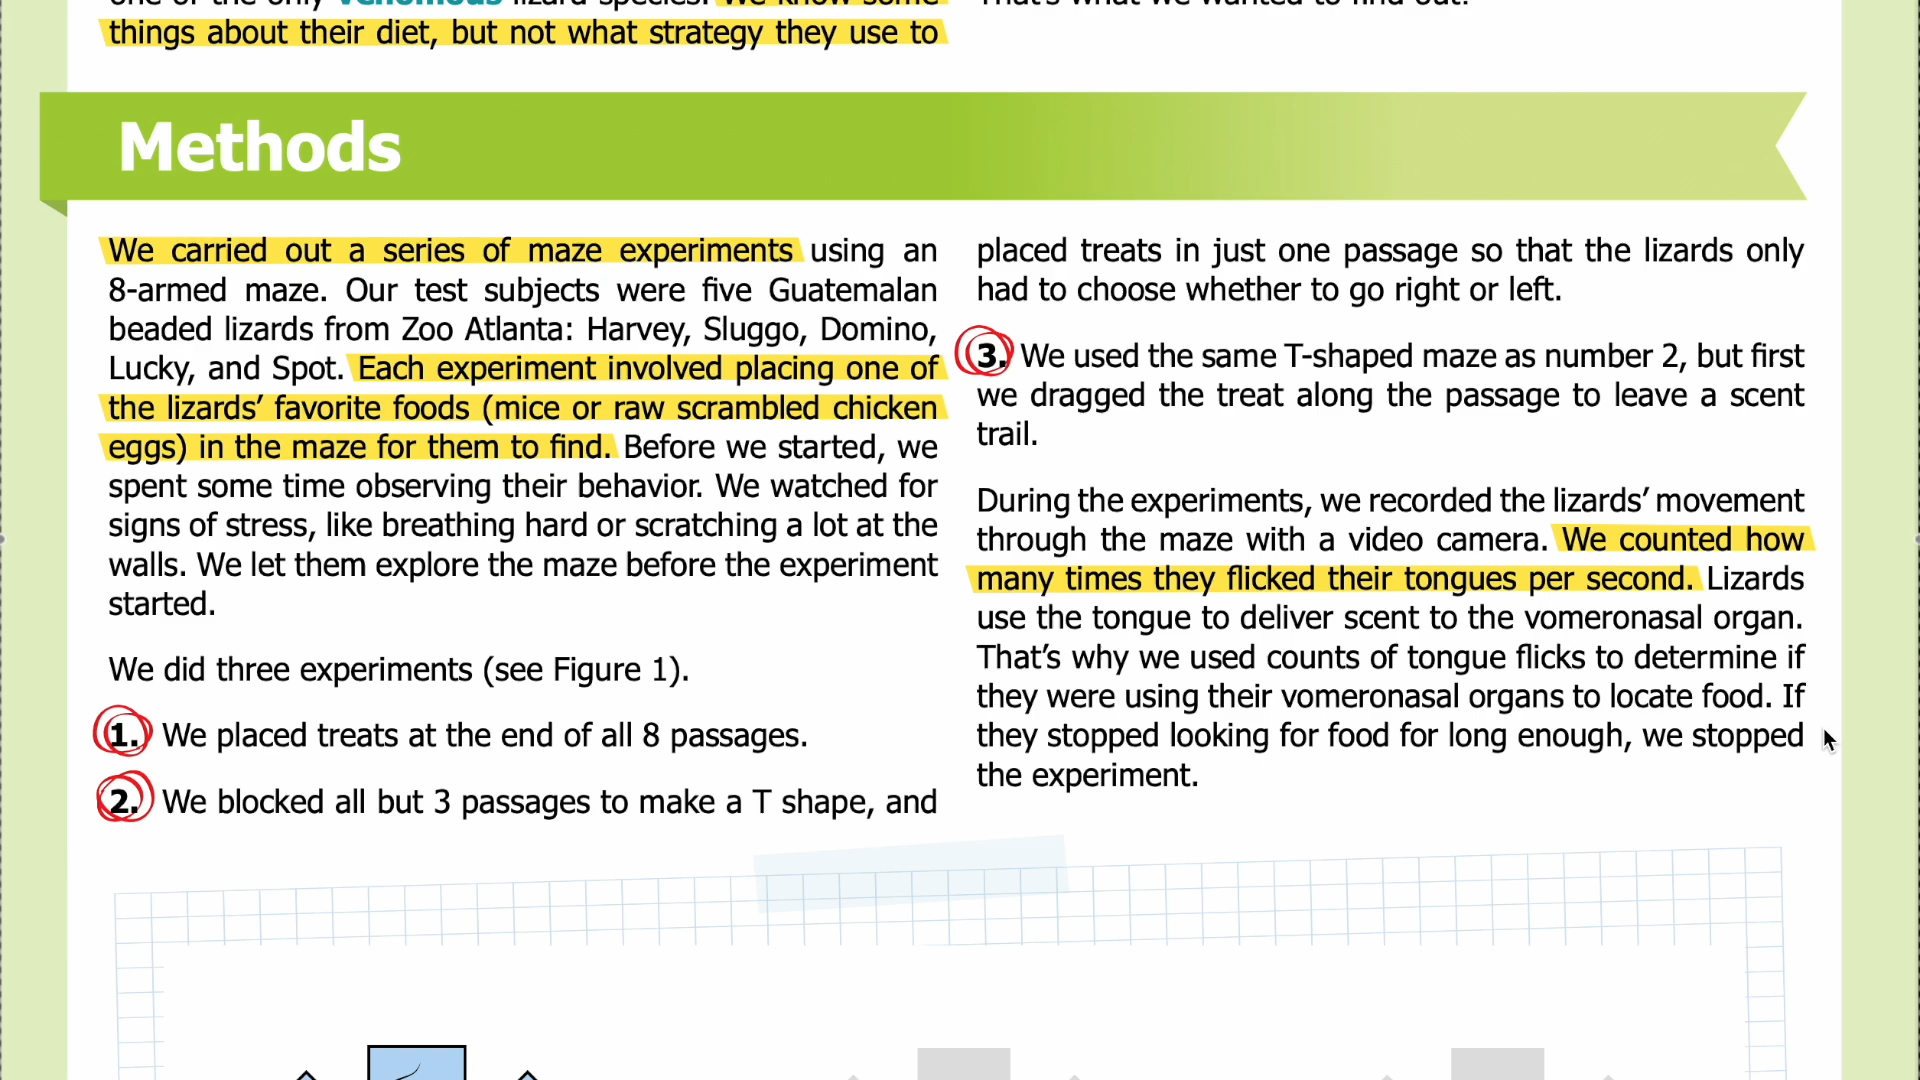 things about their diet, but not what strategy they use to
Methods
We carried out a series of maze experiments using an
8-armed maze. Our test subjects were five Guatemalan
beaded lizards from Zoo Atlanta: Harvey, Sluggo, Domino,
Lucky, and Spot. Each experiment involved placing one of
the lizards’ favorite foods (mice or raw scrambled chicken
eggs) in the maze for them to find. Before we started, we
spent some time observing their behavior. We watched for
signs of stress, like breathing hard or scratching a lot at the
walls. We let them explore the maze before the experiment
started.
We did three experiments (see Figure 1).
1. We placed treats at the end of all 8 passages.
2. We blocked all but 3 passages to make a T shape, and
placed treats in just one passage so that the lizards only
had to choose whether to go right or left.
3. We used the same T-shaped maze as number 2, but first
we dragged the treat along the passage to leave a scent
trail.
During the experiments, we recorded the lizards’ movement
through the maze with a video camera. We counted how
many times they flicked their tongues per second. Lizards
use the tongue to deliver scent to the vomeronasal organ.
That’s why we used counts of tongue flicks to determine if
they were using their vomeronasal organs to locate food. If
they stopped looking for food for long enough, we stopped
the experiment.